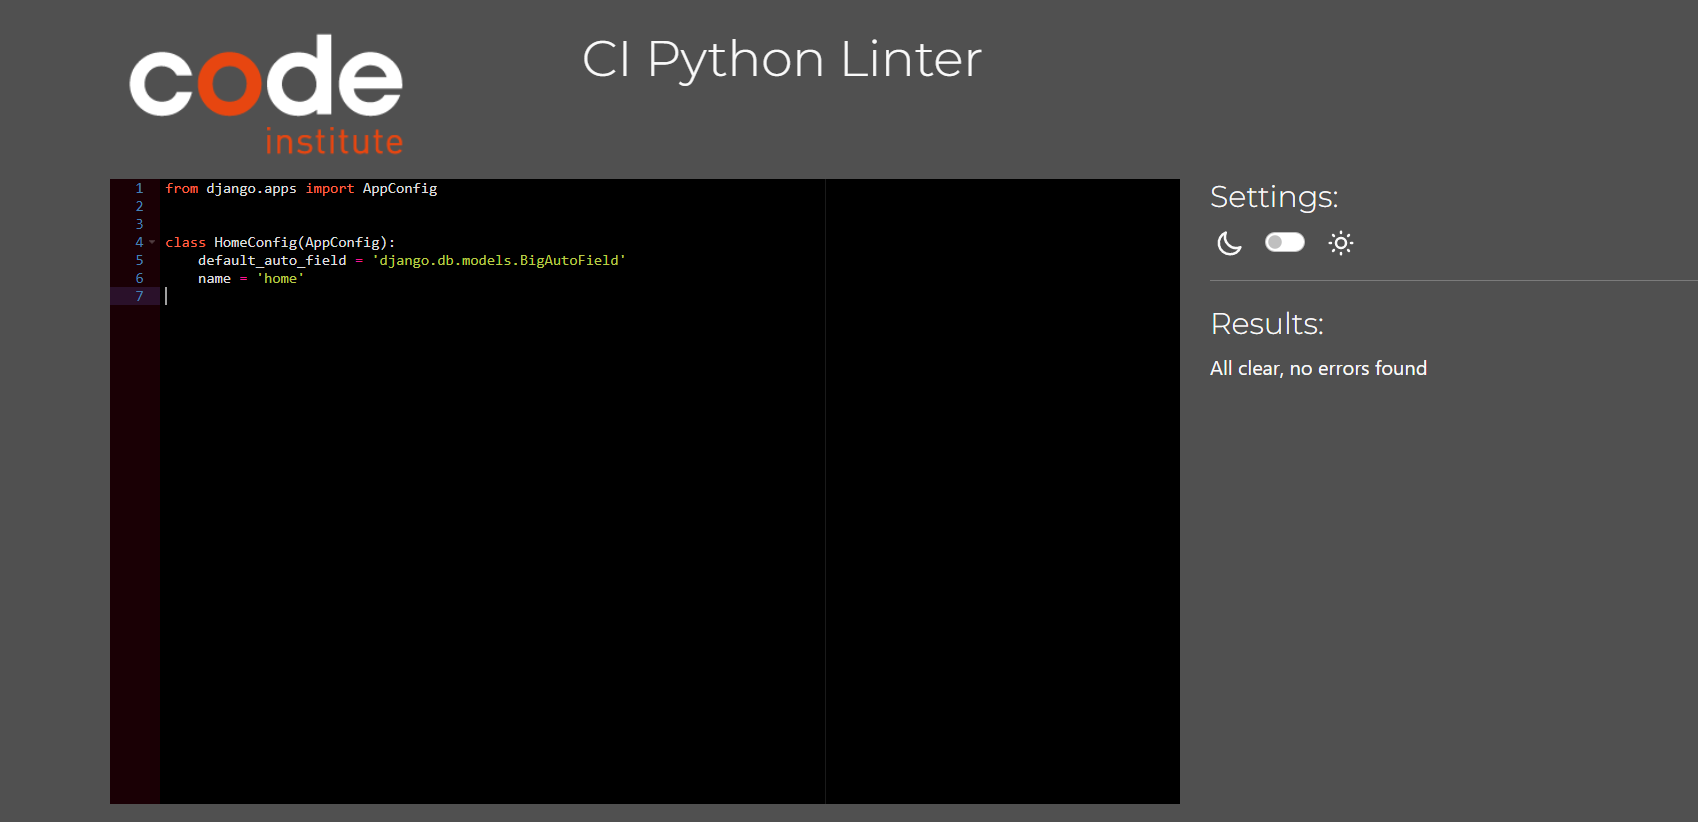 code
institute
CI Python Linter
1 from django.apps import AppConfig
2
3
4 class HomeConfig(AppConfig):
5     default_auto_field = 'django.db.models.BigAutoField'
6     name = 'home'
7
Settings:
Results:
All clear, no errors found